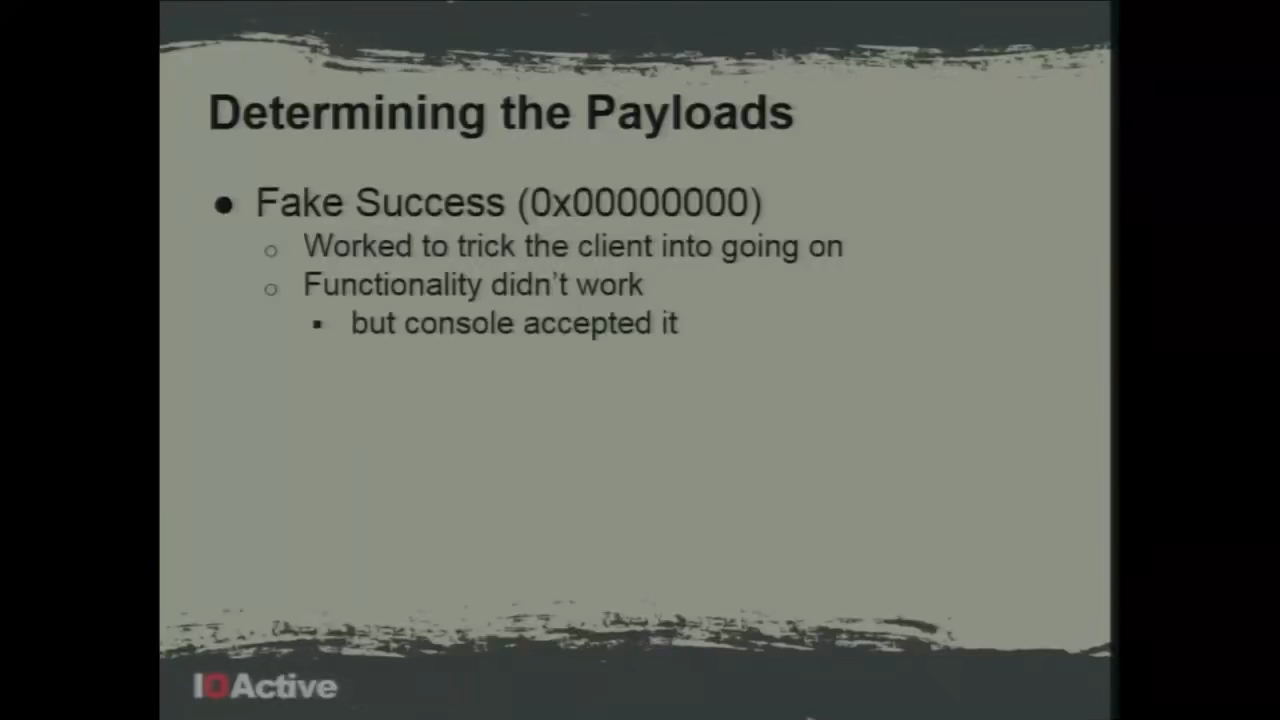 Determining the Payloads
● Fake Success (0x00000000)
○ Worked to trick the client into going on
○ Functionality didn’t work
▪ but console accepted it
IOActive